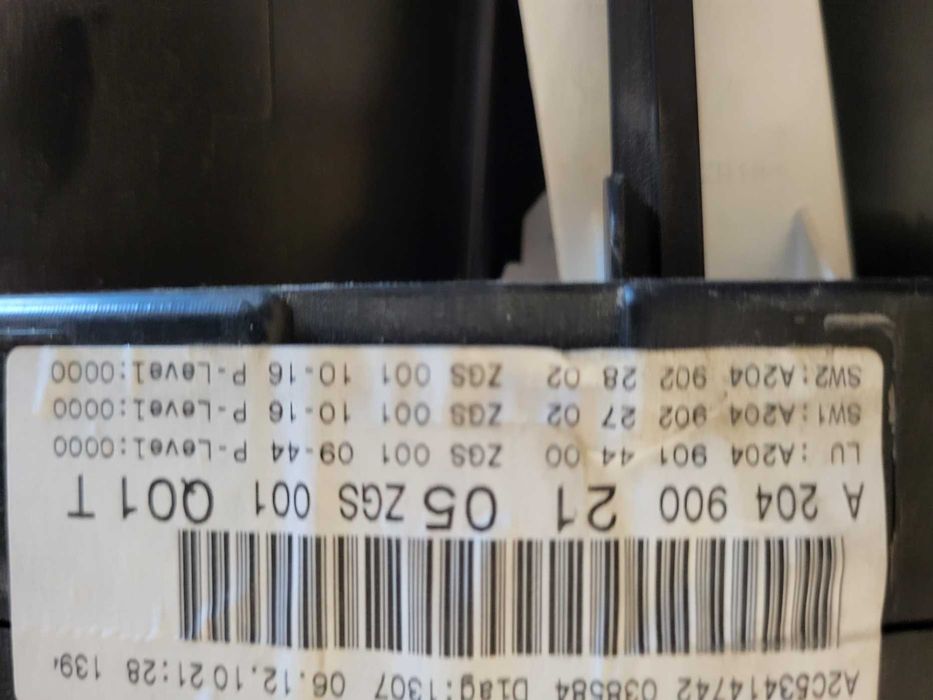 A2C53414742 038584 Diag:1307 06.12.10 21:28 139
A 204 900 21 05 ZGS 001 Q01T
LU :A204 901 44 00 ZGS 001 09-44 P-Level:0000
SW1:A204 902 27 02 ZGS 001 10-16 P-Level:0000
SW2:A204 902 28 02 ZGS 001 10-16 P-Level:0000